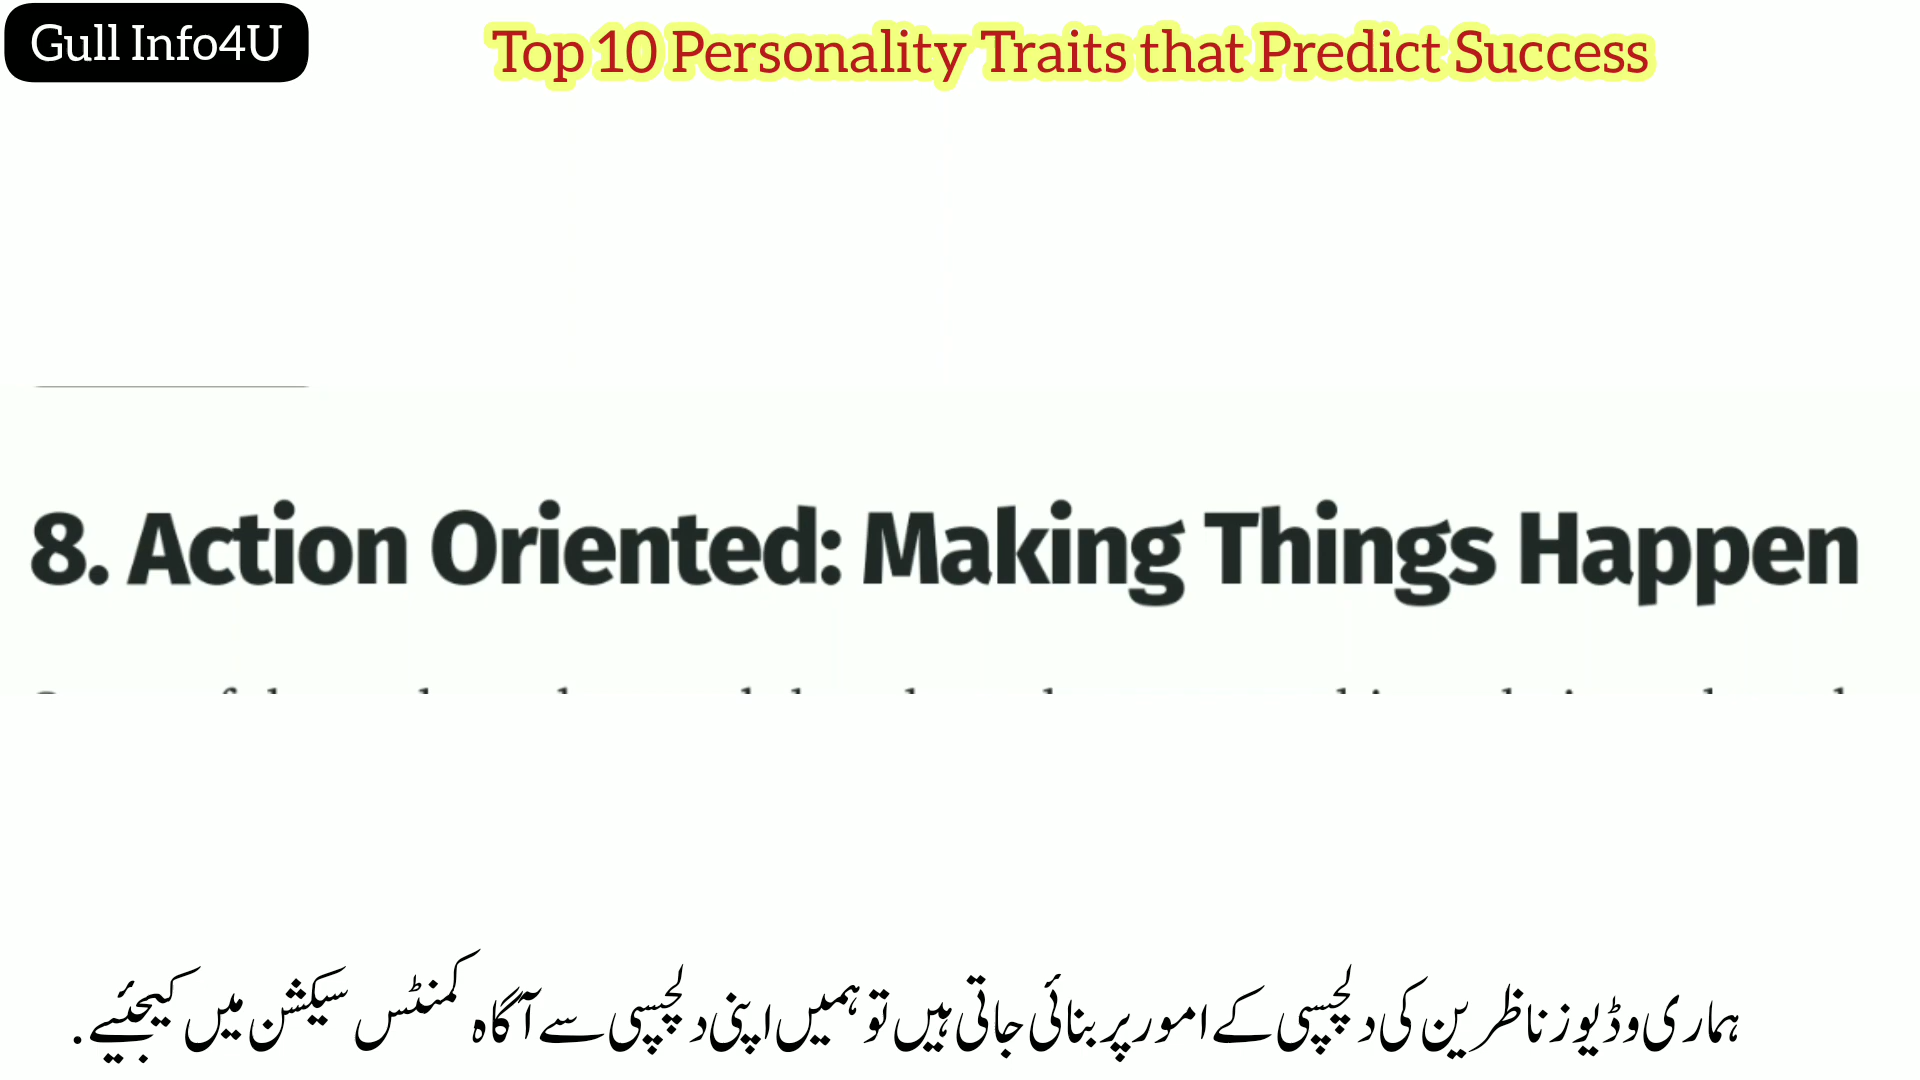 Gull Info4U
Top 10 Personality Traits that Predict Success
8. Action Oriented: Making Things Happen
ہماری وڈیوز ناظرین کی دلچسپی کے امور پر بنائی جاتی ہیں تو ہمیں اپنی دلچسپی سے آگاہ کمنٹس سیکشن میں کیجئیے .